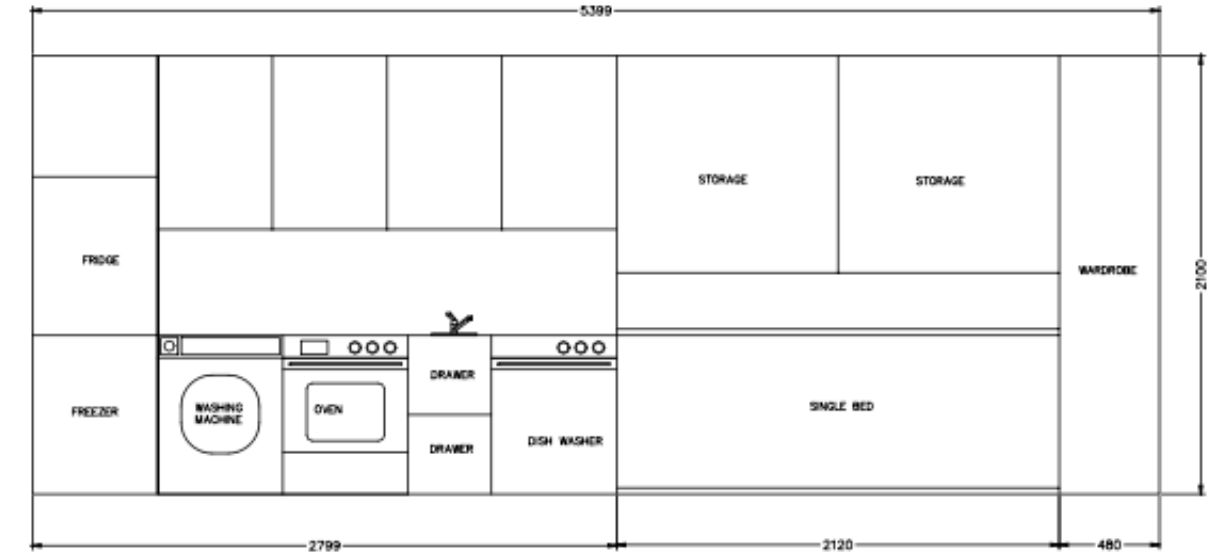 5399
STORAGE
STORAGE
FRIDGE
WARDROBE
2100
DRAWER
FREEZER
WASHING
MACHINE
OVEN
SINGLE BED
DRAWER
DISH WASHER
2799
2120
480